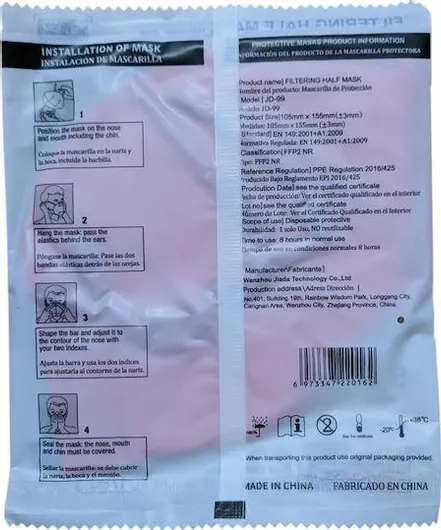 INSTALLATION OF MASK
INSTALACIÓN DE MASCARILLA
1
Position the mask on the nose
and mouth including the chin.
Coloque la mascarilla en la nariz y
la boca, incluida la barbilla.
2
Hang the mask: pass the
elastics behind the ears.
Póngase la mascarilla: Pase las dos
bandas elásticas detrás de las orejas.
3
Shape the bar and adjust it to
the contour of the nose with
your two indexes.
Ajusta la barra y usa los dos índices
para ajustarla al contorno de la nariz.
4
Seal the mask: the nose, mouth
and chin must be covered.
Sellar la mascarilla: se debe cubrir
la nariz, la boca y el mentón.
FILTERING HALF MA
PROTECTIVE MASKS PRODUCT INFORMATION
INFORMACIÓN DEL PRODUCTO DE LA MASCARILLA PROTECTORA
Product name| FILTERING HALF MASK
Nombre del producto: Mascarilla de Protección
Model | JD-99
Modelo: JD-99
Product Size|105mm x 155mm(±3mm)
Medidas: 105mm x 155mm (±3mm)
Standard| EN 149:2001+A1:2009
Normativa Regulada: EN 149:2001+A1:2009
Classification| FFP2 NR
Tipo: FFP2 NR
Reference Regulation| PPE Regulation 2016/425
Producido Bajo Reglamento EPI 2016/425
Production Date| see the qualified certificate
Fecha de producción: Ver el certificado qualificado en el interior
Lot no| see the qualified certificate
Número de Lote: Ver el Certificado Qualificado en el Interior
Scope of use| Disposable protective
Durabilidad: 1 solo Uso, NO reutilizable
Time to use: 8 hours in normal use
Tiempo de uso en condiciones normales 8 horas
Manufacturer|Fabricante|
Wenzhou Jiada Technology Co.,Ltd
Production address \Adress Dirección |
No.401, Building 19th, Rainbow Wisdom Park, Longgang City,
Cangnan Area, Wenzhou City, Zhejiang Province, China.
6 973347 220162
-20°c
+38°C
When transporting this product use original packaging provided.
MADE IN CHINA FABRICADO EN CHINA